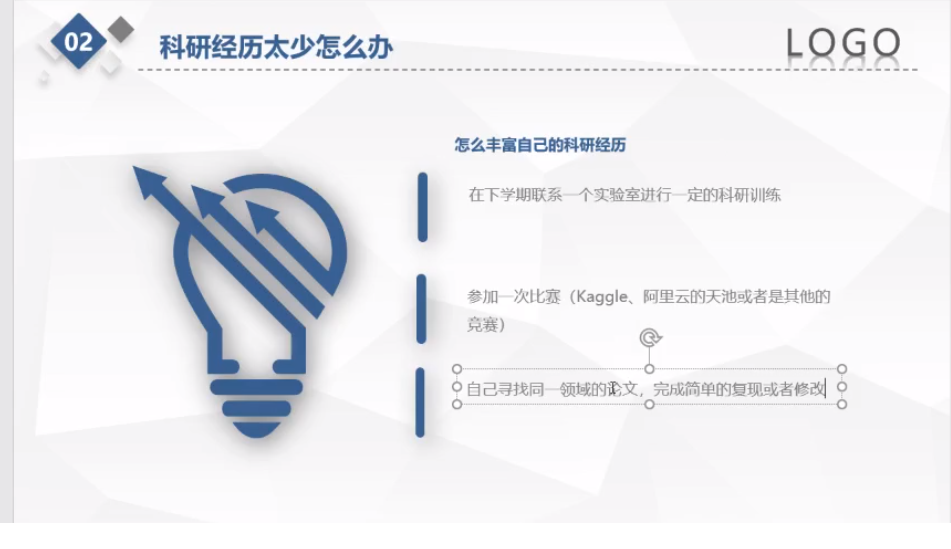 02
科研经历太少怎么办
LOGO
怎么丰富自己的科研经历
在下学期联系一个实验室进行一定的科研训练
参加一次比赛（Kaggle、阿里云的天池或者是其他的
竞赛）
自己寻找同一领域的论文，完成简单的复现或者修改